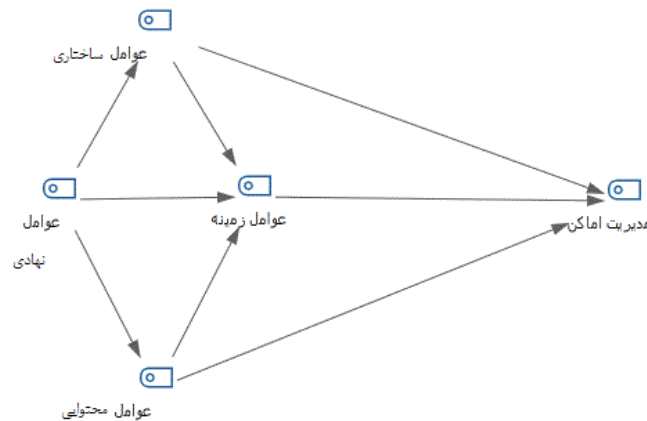 عوامل ساختاری
عوامل
نهادی
عوامل زمینه
مدیریت اماکن
عوامل محتوایی